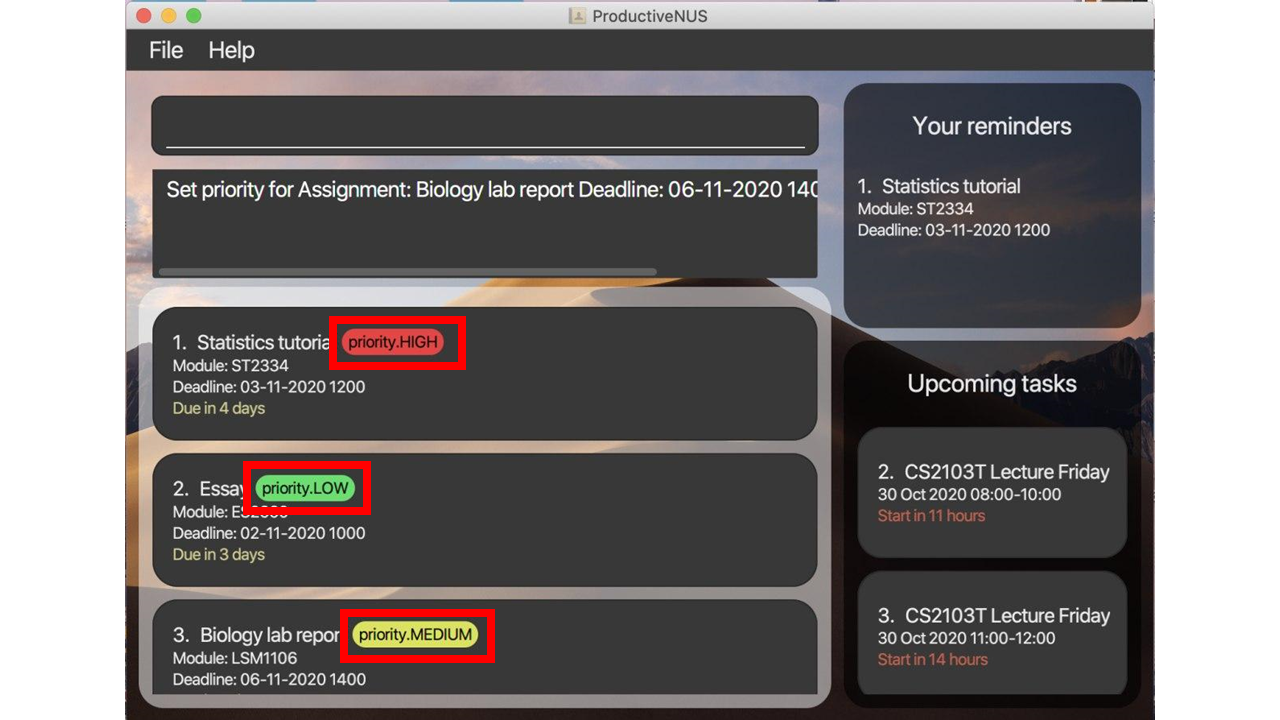 ProductiveNUS
File Help
Set priority for Assignment: Biology lab report Deadline: 06-11-2020
Your reminders
1. Statistics tutorial
Module: ST2334
Deadline: 03-11-2020 1200
1. Statistics priority.HIGH
Module: ST2334
Deadline: 03-11-2020 1200
Due in 4 days
2. Essay priority.LOW
Module:
Deadline: 02-11-2020 1000
Due in 3 days
3. Biology lab priority.MEDIUM
Module: LSM1106
Deadline: 06-11-2020 1400
Upcoming tasks
2. CS2103T Lecture Friday
30 Oct 2020 08:00-10:00
Start in 11 hours
3. CS2103T Lecture Friday
30 Oct 2020 11:00-12:00
Start in 14 hours